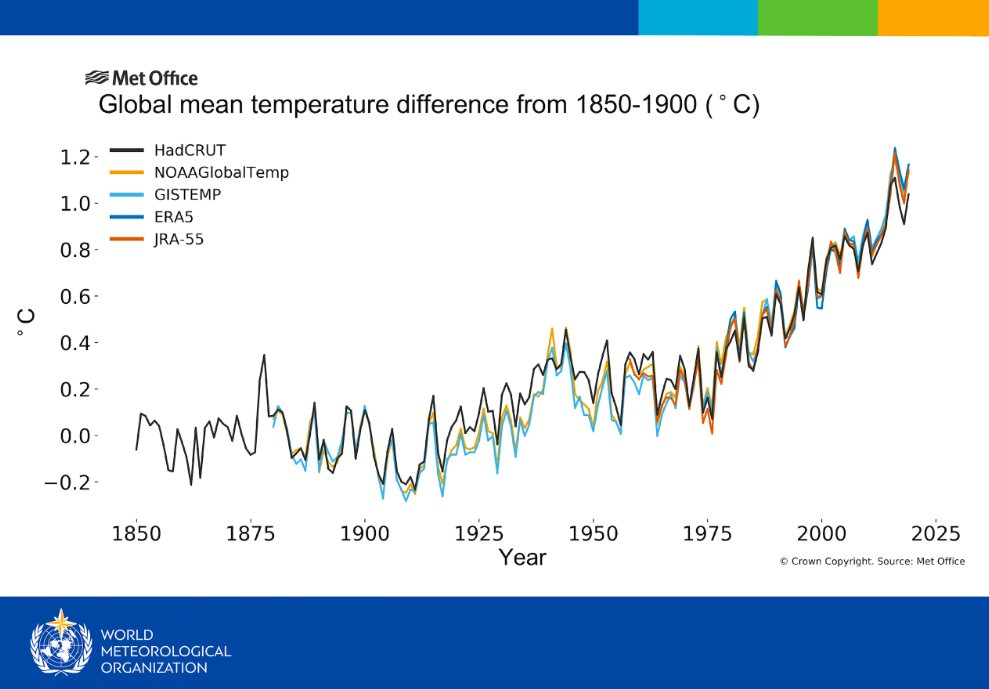 Met Office
Global mean temperature difference from 1850-1900 (°C)
HadCRUT
NOAAGlobalTemp
GISTEMP
ERA5
JRA-55
1.2
1.0
0.8
0.6
0.4
0.2
0.0
−0.2
°C
1850 1875 1900 1925 1950 1975 2000 2025
Year
© Crown Copyright. Source: Met Office
WORLD
METEOROLOGICAL
ORGANIZATION